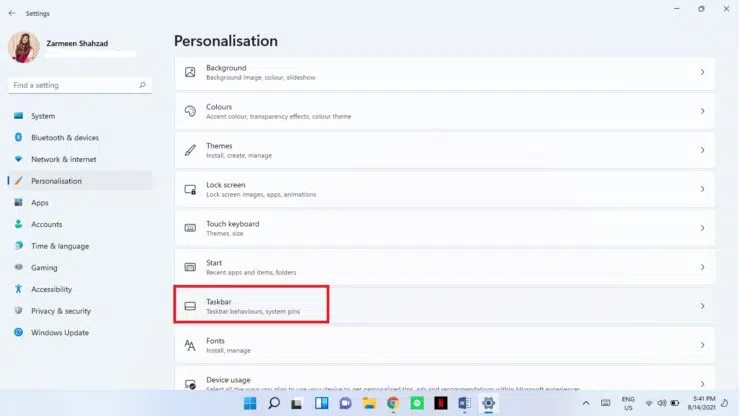 Settings
Zarmeen Shahzad
Find a setting
System
Bluetooth & devices
Network & internet
Personalisation
Apps
Accounts
Time & language
Gaming
Accessibility
Privacy & security
Windows Update
Personalisation
Background
Background image, colour, slideshow
Colours
Accent colour, transparency effects, colour theme
Themes
Install, create, manage
Lock screen
Lock screen images, apps, animations
Touch keyboard
Themes, size
Start
Recent apps and items, folders
Taskbar
Taskbar behaviours, system pins
Fonts
Install, manage
Device usage
Select all the ways you plan to use your device to get personalised tips, ads and recommendations within Microsoft experiences
ENG
US
5:41 PM
8/14/2021